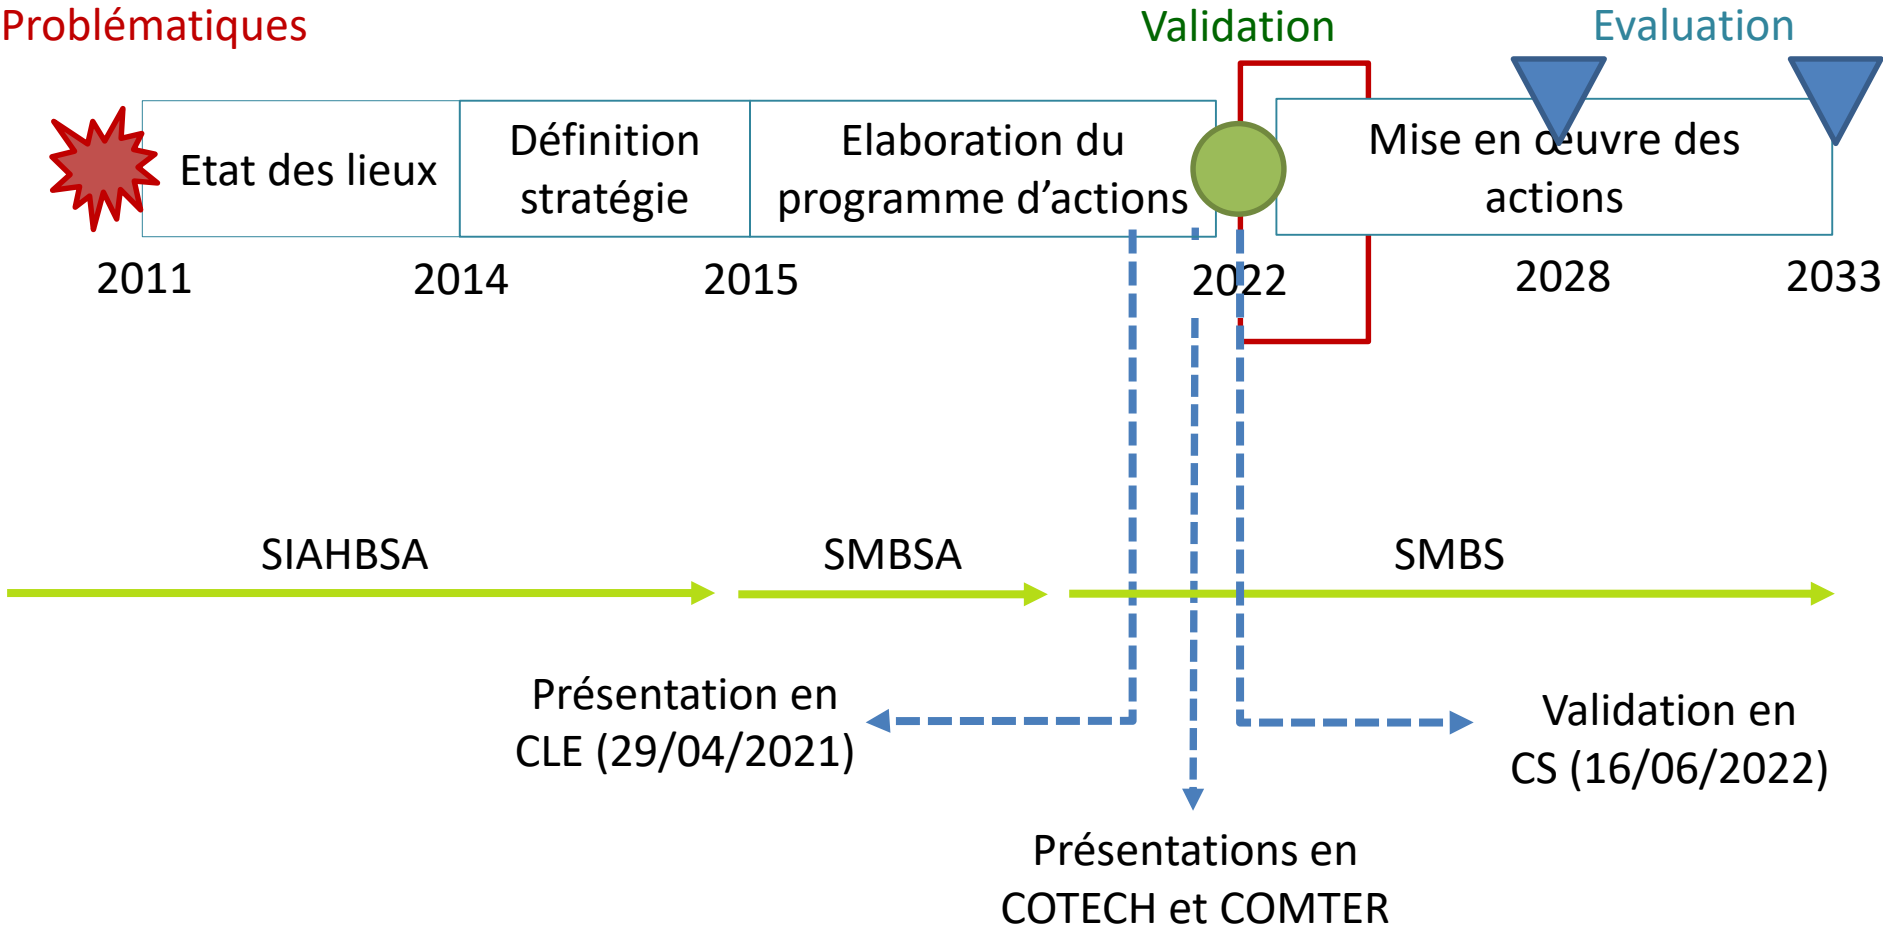 Problématiques
Validation
Evaluation
Etat des lieux
Définition
stratégie
Elaboration du
programme d’actions
Mise en œuvre des
actions
2011
2014
2015
2022
2028
2033
SIAHBSA
SMBSA
SMBS
Présentation en
CLE (29/04/2021)
Validation en
CS (16/06/2022)
Présentations en
COTECH et COMTER